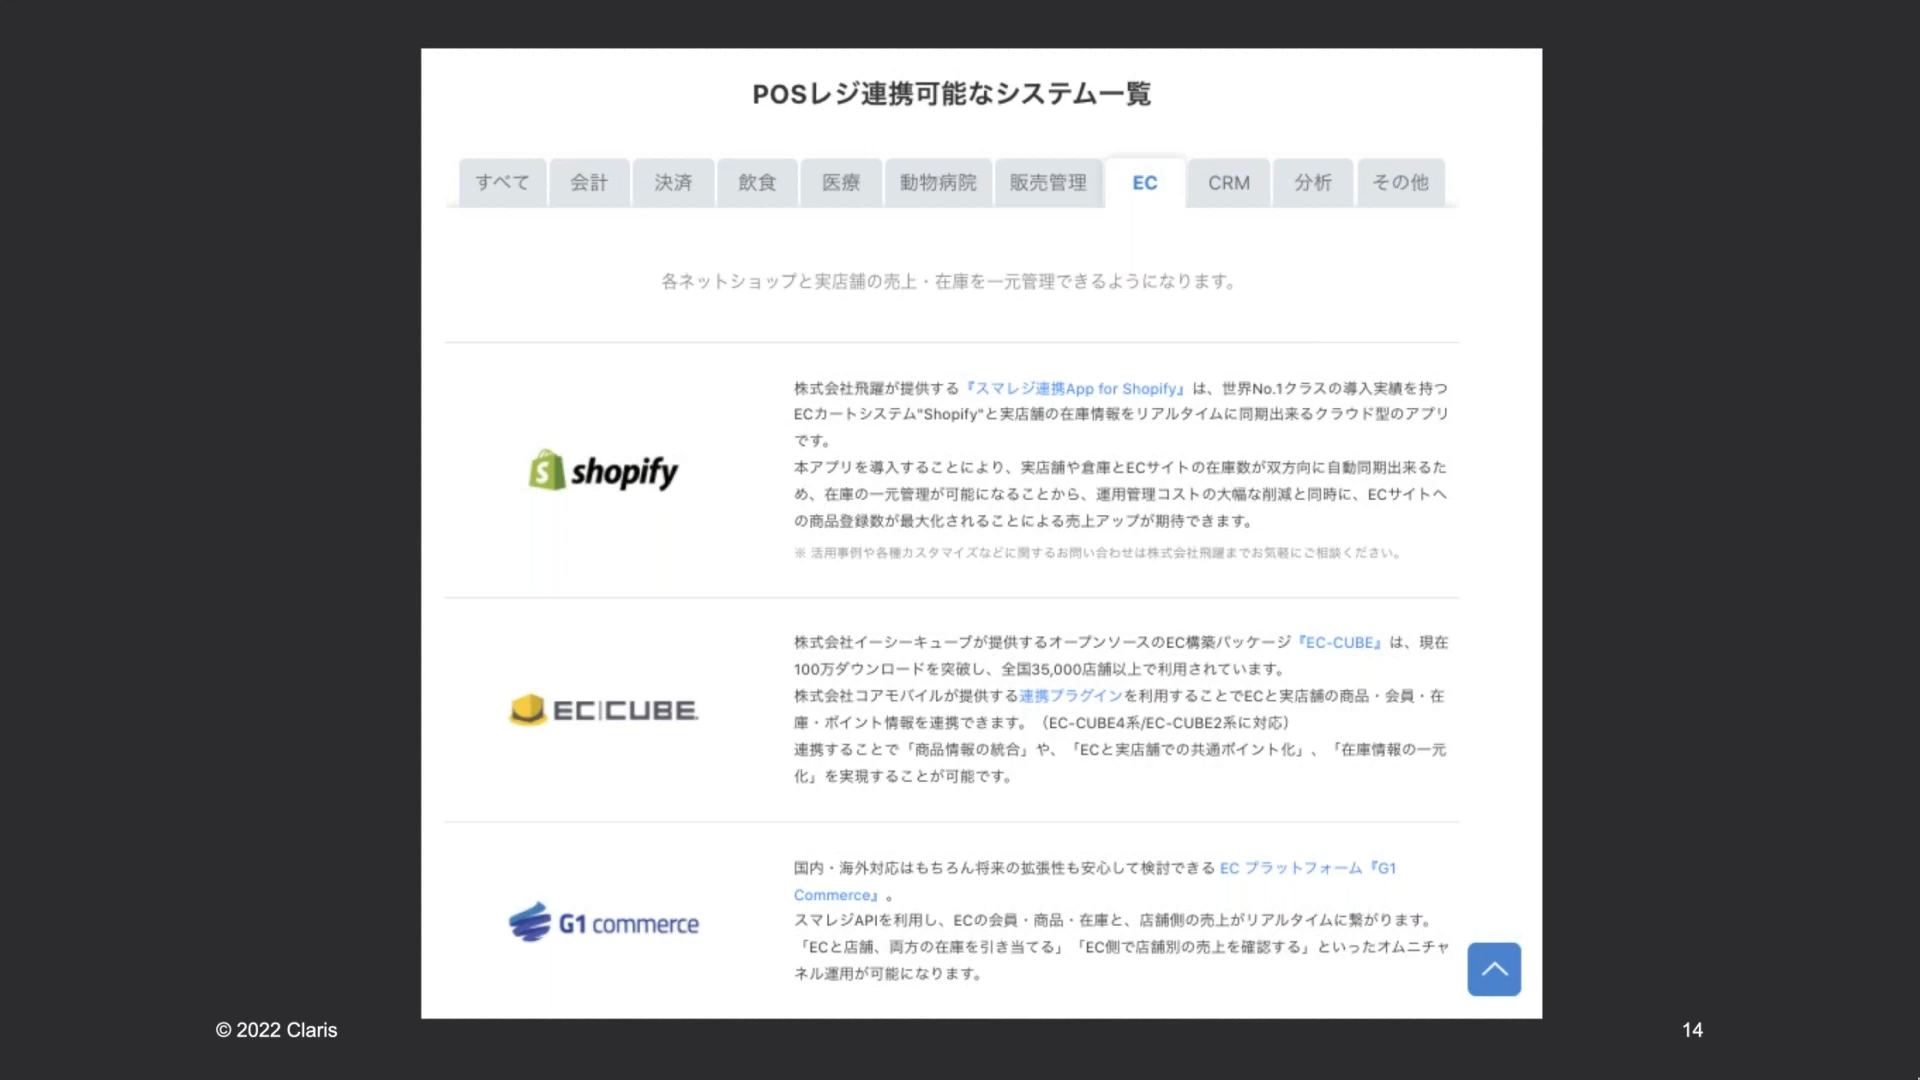 POSレジ連携可能なシステム一覧
すべて 会計 決済 飲食 医療 動物病院 販売管理 EC CRM 分析 その他
各ネットショップと実店舗の売上・在庫を一元管理できるようになります。
shopify
株式会社飛躍が提供する『スマレジ連携App for Shopify』は、世界No.1クラスの導入実績を持つ
ECカートシステム"Shopify"と実店舗の在庫情報をリアルタイムに同期出来るクラウド型のアプリ
です。
本アプリを導入することにより、実店舗や倉庫とECサイトの在庫数が双方向に自動同期出来るた
め、在庫の一元管理が可能になることから、運用管理コストの大幅な削減と同時に、ECサイトへ
の商品登録数が最大化されることによる売上アップが期待できます。
※ 活用事例や各種カスタマイズなどに関するお問い合わせは株式会社飛躍までお気軽にご相談ください。
EC|CUBE
株式会社イーシーキューブが提供するオープンソースのEC構築パッケージ『EC-CUBE』は、現在
100万ダウンロードを突破し、全国35,000店舗以上で利用されています。
株式会社コアモバイルが提供する連携プラグインを利用することでECと実店舗の商品・会員・在
庫・ポイント情報を連携できます。（EC-CUBE4系/EC-CUBE2系に対応）
連携することで「商品情報の統合」や、「ECと実店舗での共通ポイント化」、「在庫情報の一元
化」を実現することが可能です。
G1 commerce
国内・海外対応はもちろん将来の拡張性も安心して検討できる EC プラットフォーム『G1
Commerce』。
スマレジAPIを利用し、ECの会員・商品・在庫と、店舗側の売上がリアルタイムに繋がります。
「ECと店舗、両方の在庫を引き当てる」「EC側で店舗別の売上を確認する」といったオムニチャ
ネル運用が可能になります。
© 2022 Claris
14